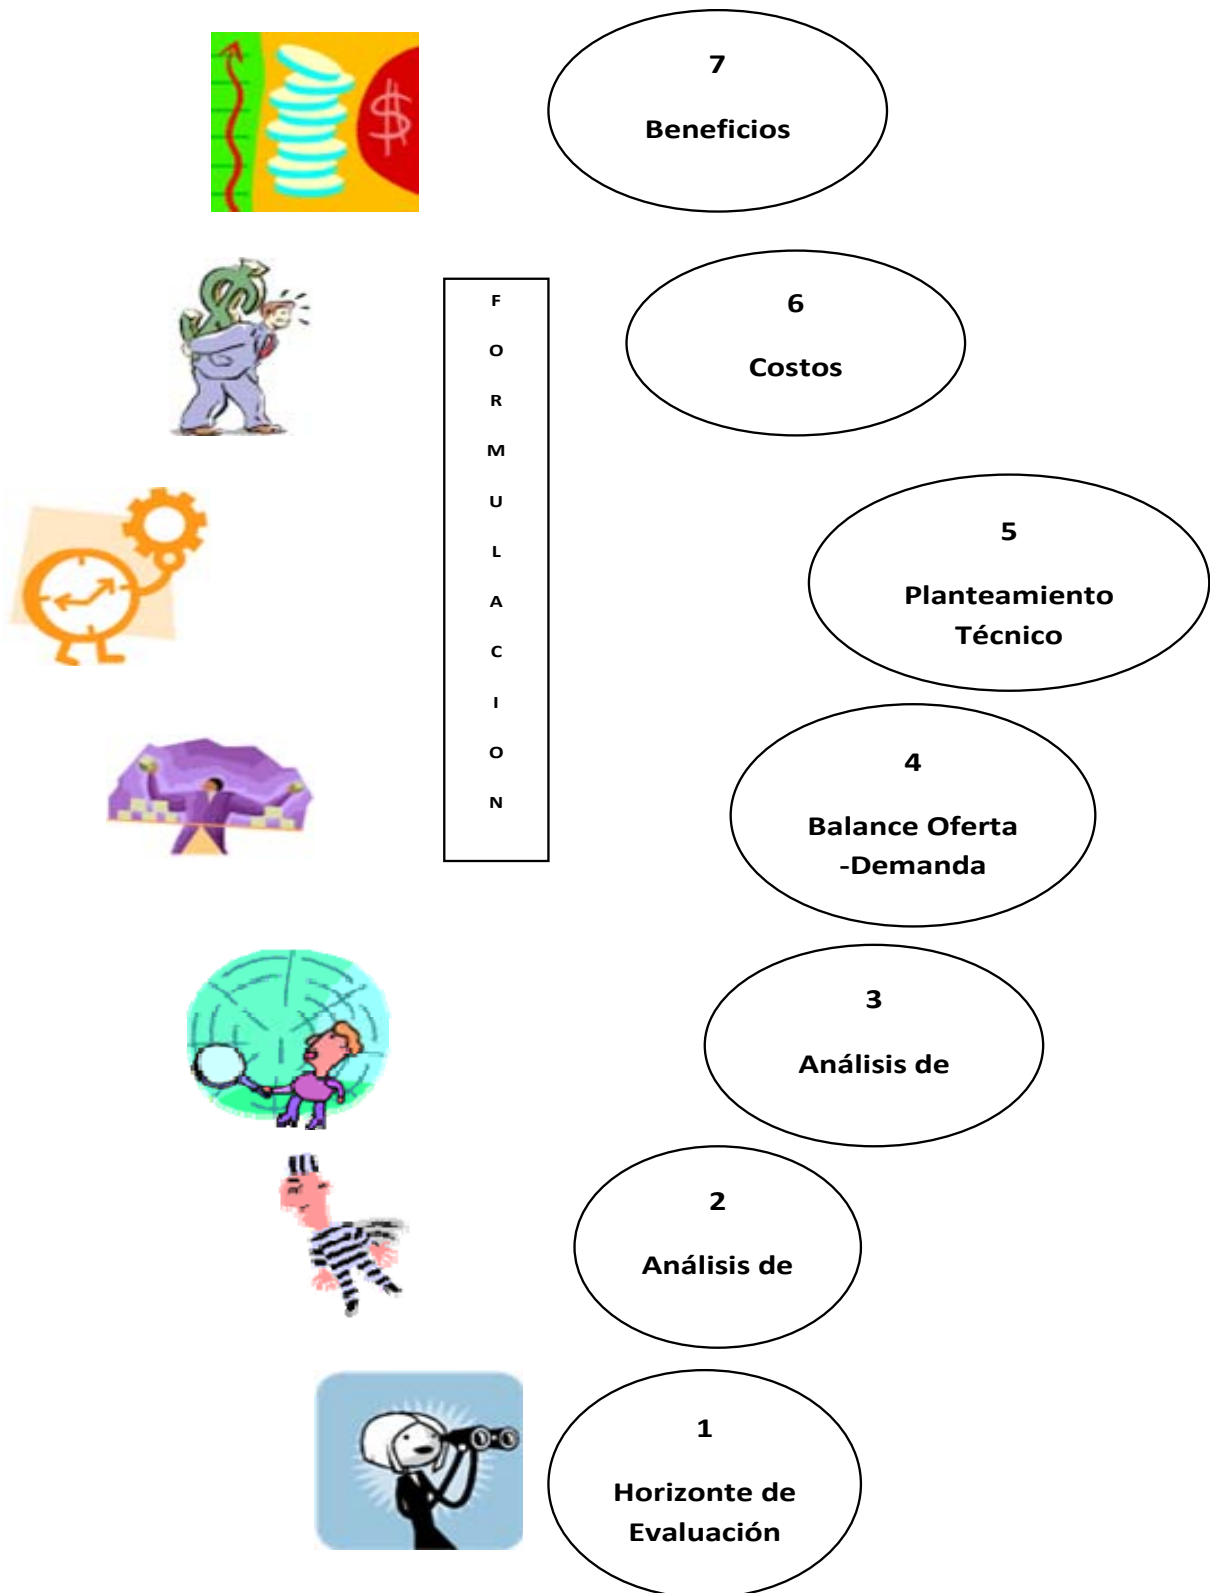 7
Beneficios
F
O
R
M
U
L
A
C
I
O
N
6
Costos
5
Planteamiento
Técnico
4
Balance Oferta
-Demanda
3
Análisis de
2
Análisis de
1
Horizonte de
Evaluación
$